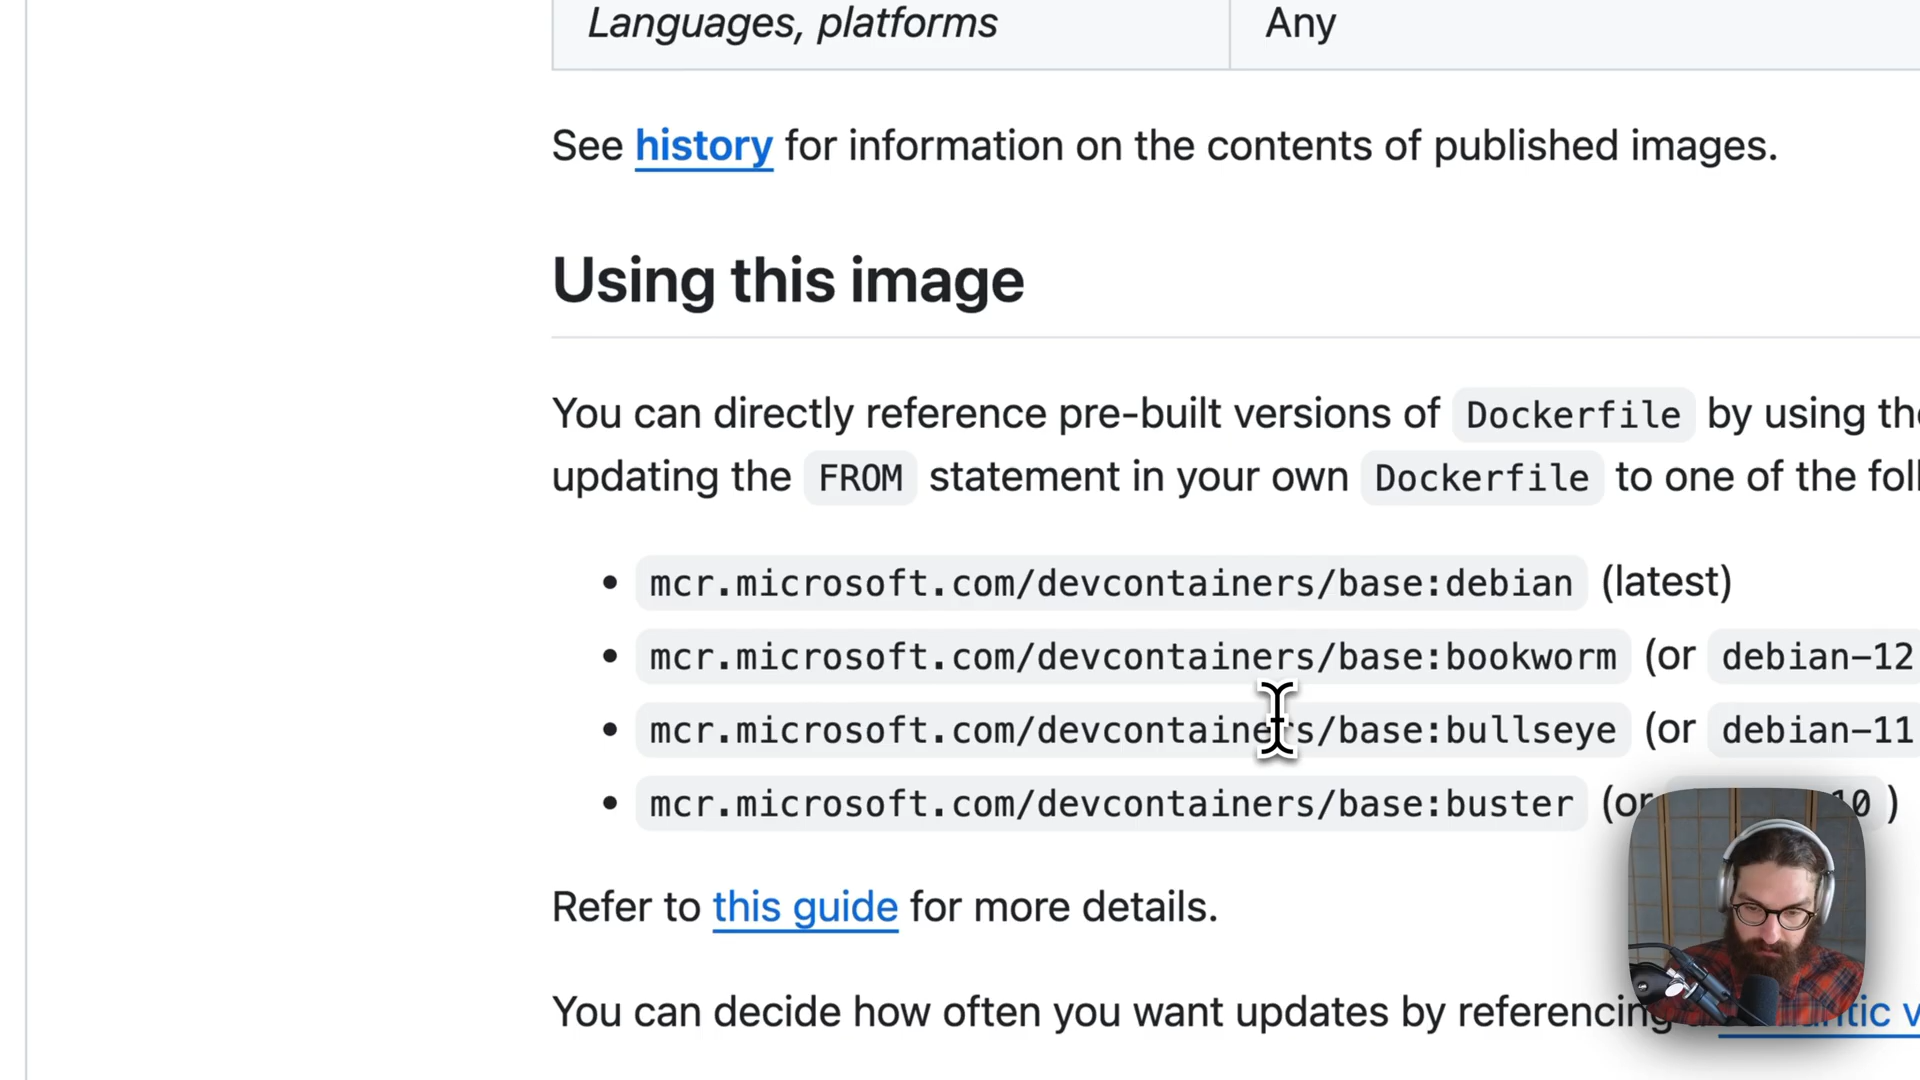 Languages, platforms Any
See history for information on the contents of published images.
Using this image
You can directly reference pre-built versions of Dockerfile by using
updating the FROM statement in your own Dockerfile to one of the
• mcr.microsoft.com/devcontainers/base:debian (latest)
• mcr.microsoft.com/devcontainers/base:bookworm (or debian-12
• mcr.microsoft.com/devcontainers/base:bullseye (or debian-11
• mcr.microsoft.com/devcontainers/base:buster (or 10 )
Refer to this guide for more details.
You can decide how often you want updates by referencing